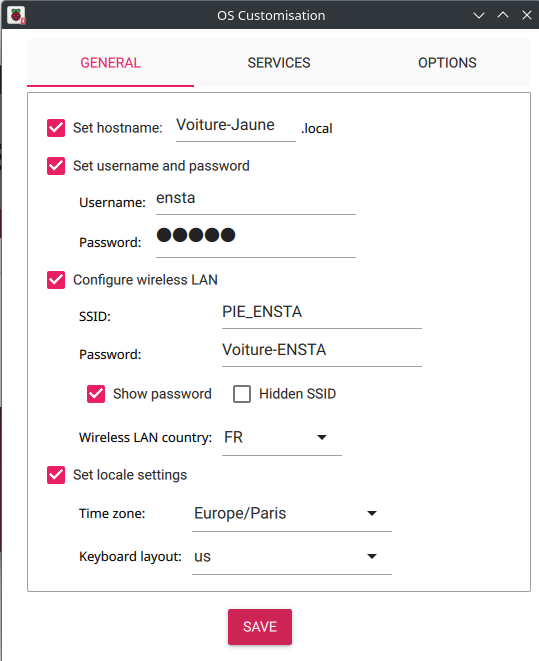 OS Customisation
GENERAL SERVICES OPTIONS
Set hostname: Voiture-Jaune .local
Set username and password
Username: ensta
Password: ●●●●●
Configure wireless LAN
SSID: PIE_ENSTA
Password: Voiture-ENSTA
Show password Hidden SSID
Wireless LAN country: FR
Set locale settings
Time zone: Europe/Paris
Keyboard layout: us
SAVE